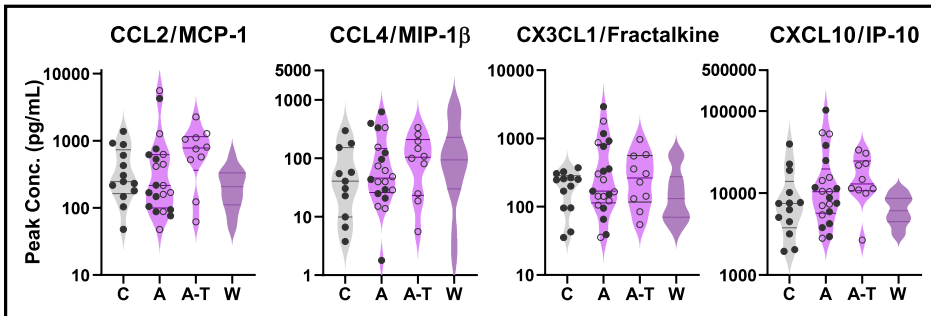 CCL2/MCP-1
CCL4/MIP-1β
CX3CL1/Fractalkine
CXCL10/IP-10
Peak Conc. (pg/mL)
10000
1000
100
10
C A A-T W
5000
1000
100
10
1
C A A-T W
10000
1000
100
10
C A A-T W
500000
100000
10000
1000
C A A-T W